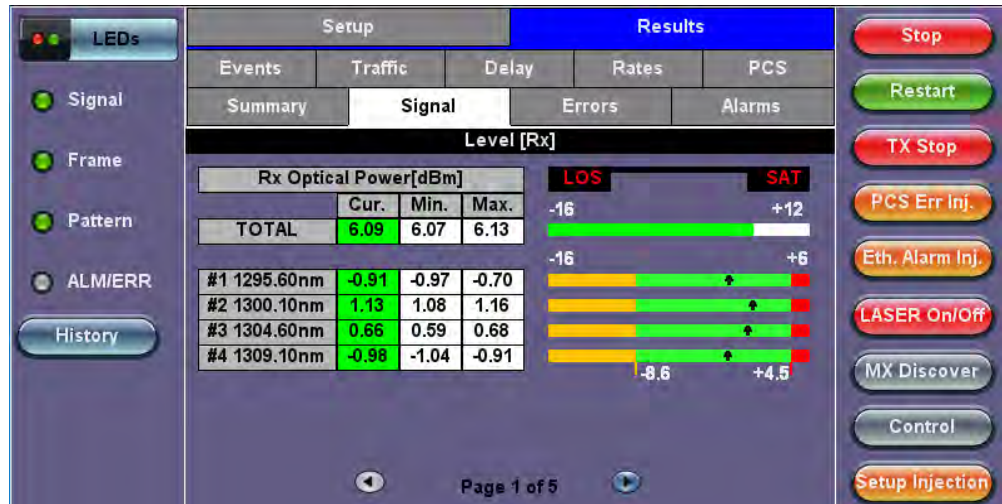 LEDs
Signal
Frame
Pattern
ALM/ERR
History
Setup Results
Events Traffic Delay Rates PCS
Summary Signal Errors Alarms
Level [Rx]
Rx Optical Power[dBm]
Cur. Min. Max.
TOTAL 6.09 6.07 6.13
#1 1295.60nm -0.91 -0.97 -0.70
#2 1300.10nm 1.13 1.08 1.16
#3 1304.60nm 0.66 0.59 0.68
#4 1309.10nm -0.98 -1.04 -0.91
LOS SAT
-16 +12
-16 +6
-8.6 +4.5
Page 1 of 5
Stop
Restart
TX Stop
PCS Err Inj.
Eth. Alarm Inj.
LASER On/Off
MX Discover
Control
Setup Injection